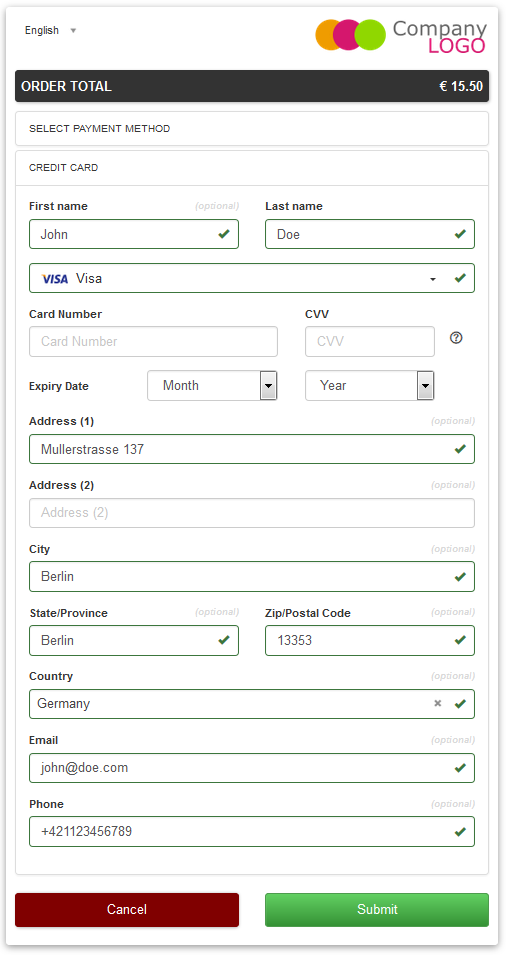 English
Company
LOGO
ORDER TOTAL € 15.50
SELECT PAYMENT METHOD
CREDIT CARD
First name (optional) Last name
John Doe
VISA Visa
Card Number CVV
Card Number CVV
Expiry Date Month Year
Address (1) (optional)
Mullerstrasse 137
Address (2) (optional)
Address (2)
City (optional)
Berlin
State/Province (optional) Zip/Postal Code (optional)
Berlin 13353
Country (optional)
Germany
Email (optional)
john@doe.com
Phone (optional)
+421123456789
Cancel Submit